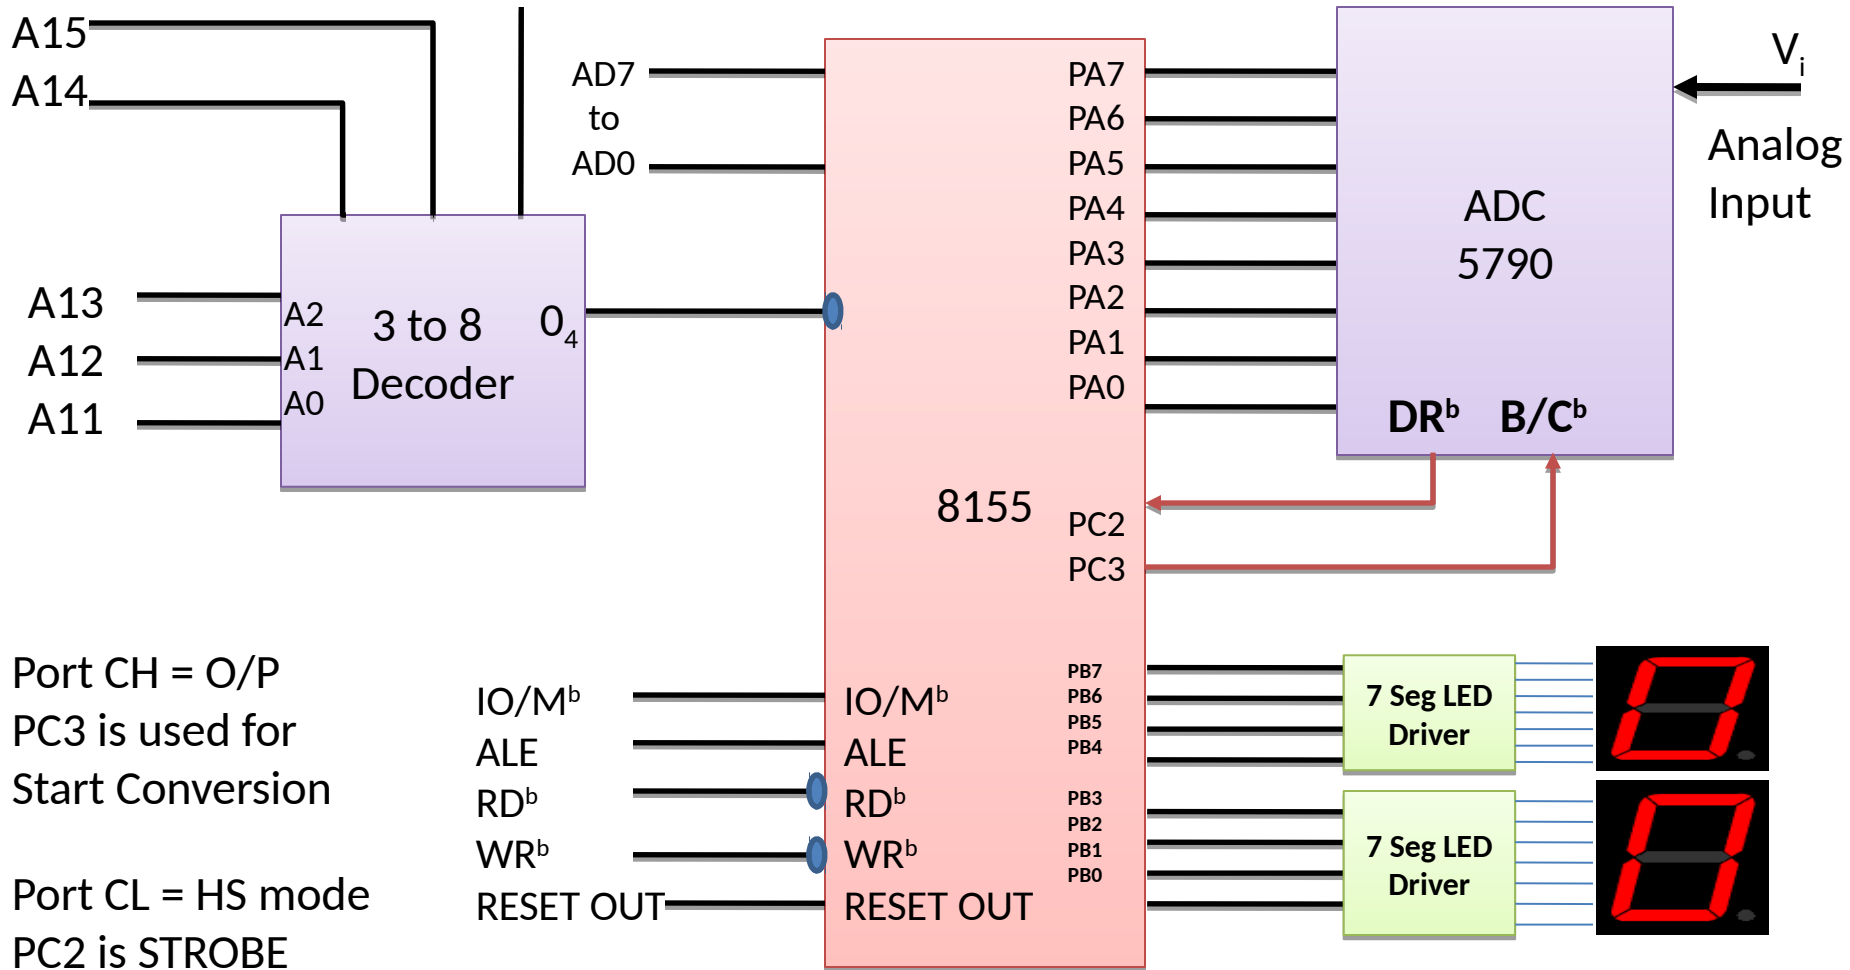 A15
A14
A13
A12
A11
A2
A1
A0
3 to 8
Decoder
O₄
AD7
to
AD0
PA7
PA6
PA5
PA4
PA3
PA2
PA1
PA0
ADC
5790
DRᵇ B/Cᵇ
Vᵢ
Analog
Input
8155
PC2
PC3
Port CH = O/P
PC3 is used for
Start Conversion
Port CL = HS mode
PC2 is STROBE
IO/Mᵇ
ALE
RDᵇ
WRᵇ
RESET OUT
IO/Mᵇ
ALE
RDᵇ
WRᵇ
RESET OUT
PB7
PB6
PB5
PB4
PB3
PB2
PB1
PB0
7 Seg LED
Driver
7 Seg LED
Driver